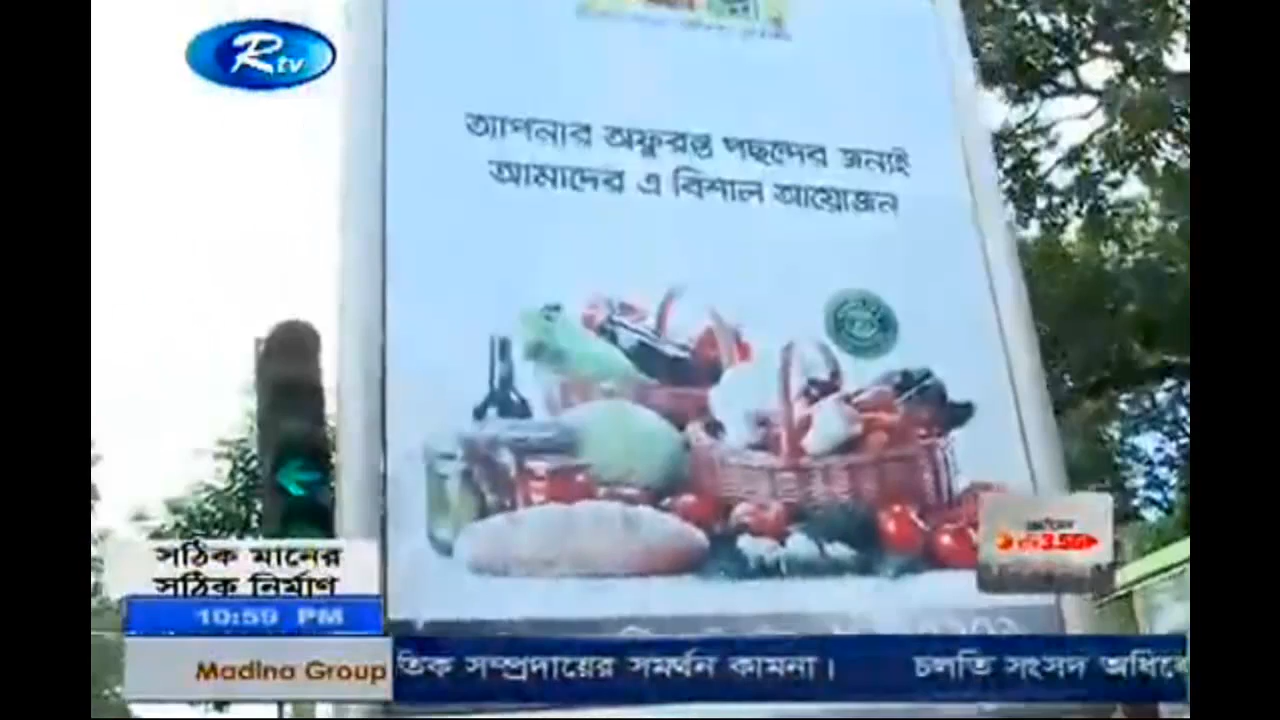 Rtv
আপনার অফুরন্ত পছন্দের জন্যই
আমাদের এ বিশাল আয়োজন
সঠিক মানের
সঠিক নির্মাণ
10:59 PM
Madina Group
তিক সম্প্রদায়ের সমর্থন কামনা। চলতি সংসদ অধিবে